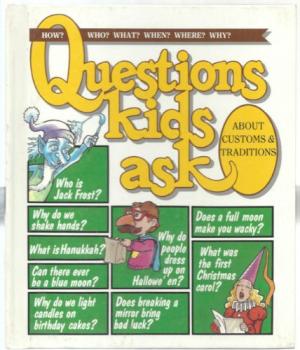 HOW? WHO? WHAT? WHEN? WHERE? WHY?
Questions
kids
ask
ABOUT
CUSTOMS &
TRADITIONS
Who is
Jack Frost?
Why do we
shake hands?
What is Hanukkah?
Can there ever
be a blue moon?
Why do we light
candles on
birthday cakes?
Why do
people
dress
up on
Hallowe'en?
Does breaking a
mirror bring
bad luck?
Does a full moon
make you wacky?
What was
the first
Christmas
carol?